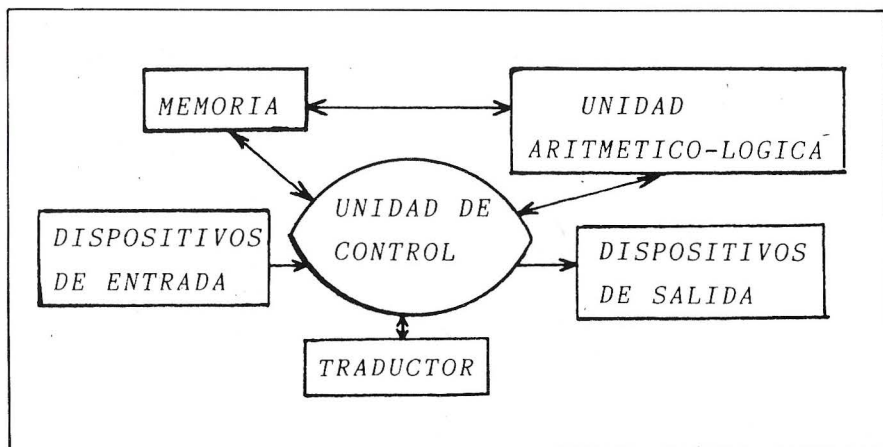 MEMORIA
UNIDAD
ARITMETICO-LOGICA
UNIDAD DE
CONTROL
DISPOSITIVOS
DE ENTRADA
DISPOSITIVOS
DE SALIDA
TRADUCTOR